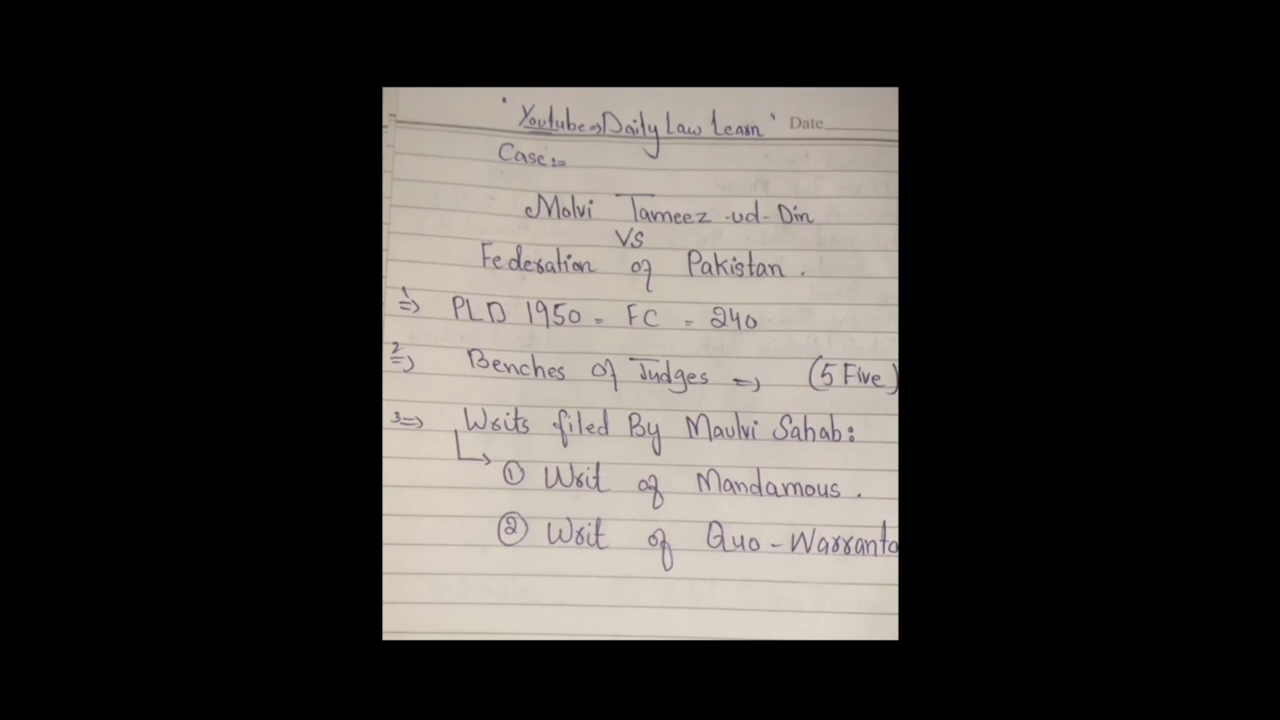 'Youtube⇒Daily Law Learn' Date
Case:-
Molvi Tameez-ud-Din
VS
Federation of Pakistan.
1⇒ PLD 1950 - FC - 240
2⇒ Benches of Judges ⇒ (5 Five)
3⇒ Writs filed By Maulvi Sahab:
↳ ① Writ of Mandamous.
② Writ of Quo-Warranto